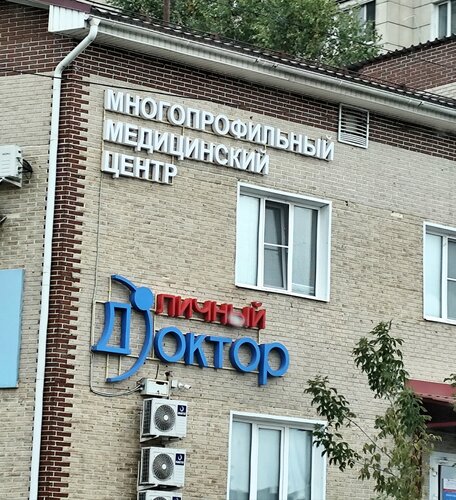 МНОГОПРОФИЛЬНЫЙ
МЕДИЦИНСКИЙ
ЦЕНТР
ЛИЧНЫЙ
ДОКТОР